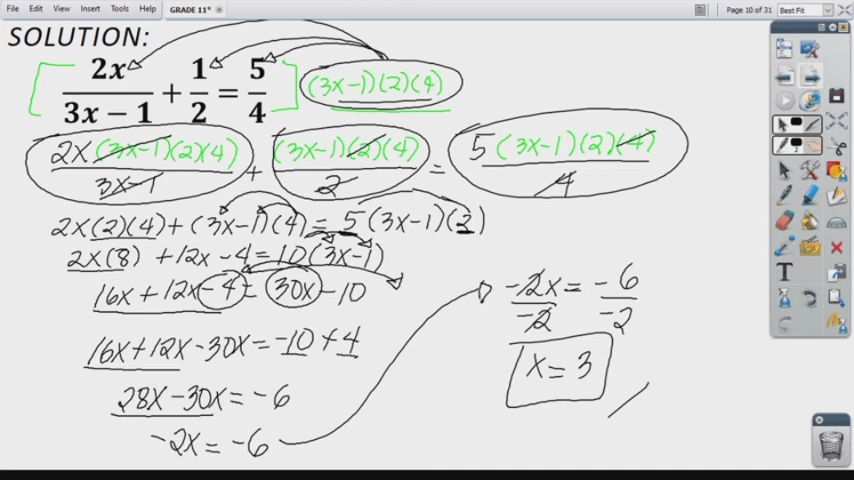 File Edit View Insert Tools Help GRADE 11* Page 10 of 31 Best Fit
SOLUTION:
[2x/(3x − 1) + 1/2 = 5/4] (3x-1)(2)(4)
2x(3x-1)(2)(4)/(3x-1) + (3x-1)(2)(4)/2 = 5(3x-1)(2)(4)/4
2x(2)(4) + (3x-1)(4) = 5(3x-1)(2)
2x(8) + 12x - 4 = 10(3x-1)
16x + 12x - 4 = 30x - 10
16x + 12x - 30x = -10 + 4
28x - 30x = -6
-2x = -6
-2x/-2 = -6/-2
x = 3
T